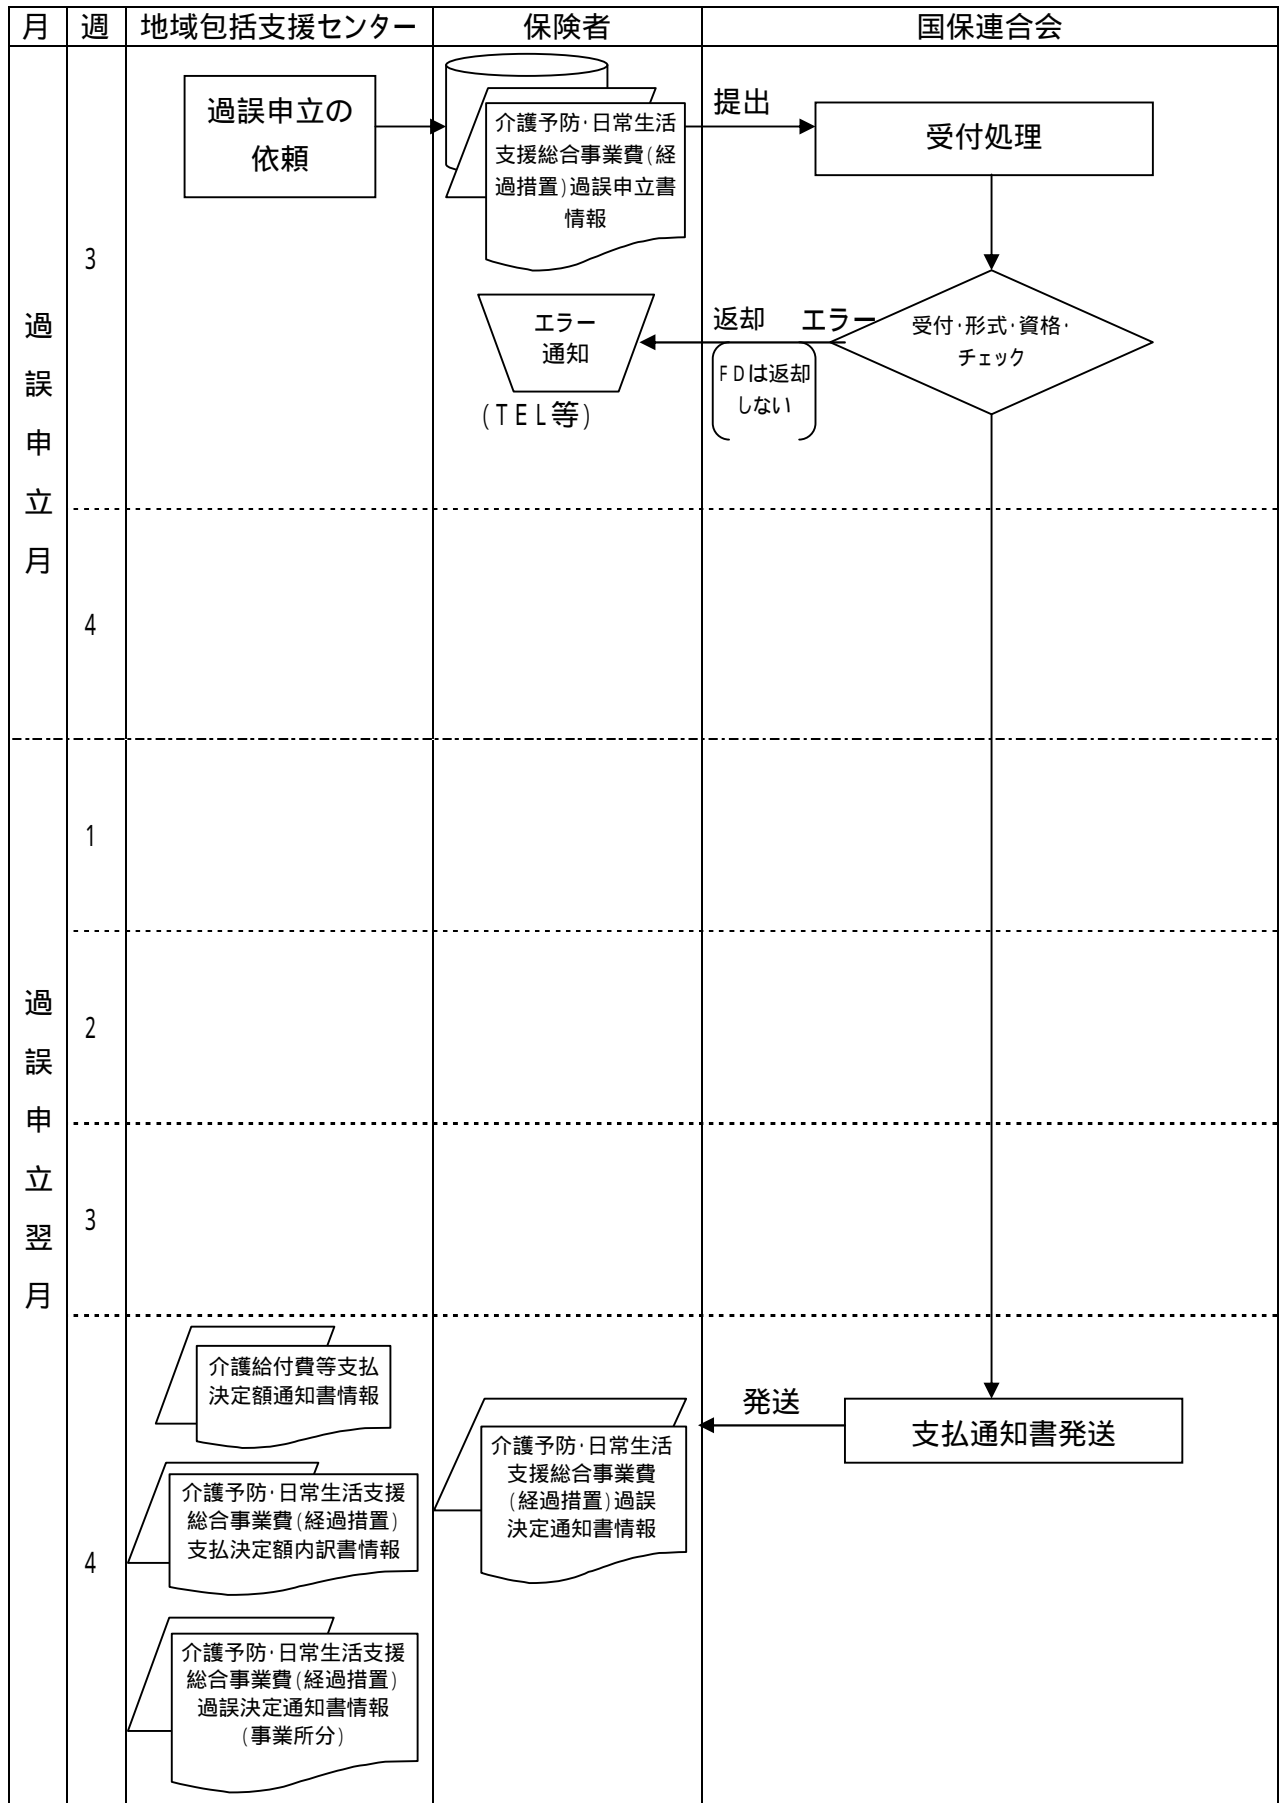 月 週 地域包括支援センター 保険者 国保連合会
過誤申立月
3
過誤申立の
依頼
介護予防･日常生活
支援総合事業費(経
過措置)過誤申立書
情報
提出
受付処理
エラー
通知
(TEL等)
返却 エラー
FDは返却
しない
受付･形式･資格･
チェック
4
過誤申立翌月
1
2
3
4
介護給付費等支払
決定額通知書情報
介護予防･日常生活支援
総合事業費(経過措置)
支払決定額内訳書情報
介護予防･日常生活支援
総合事業費(経過措置)
過誤決定通知書情報
(事業所分)
介護予防･日常生活
支援総合事業費
(経過措置)過誤
決定通知書情報
発送
支払通知書発送